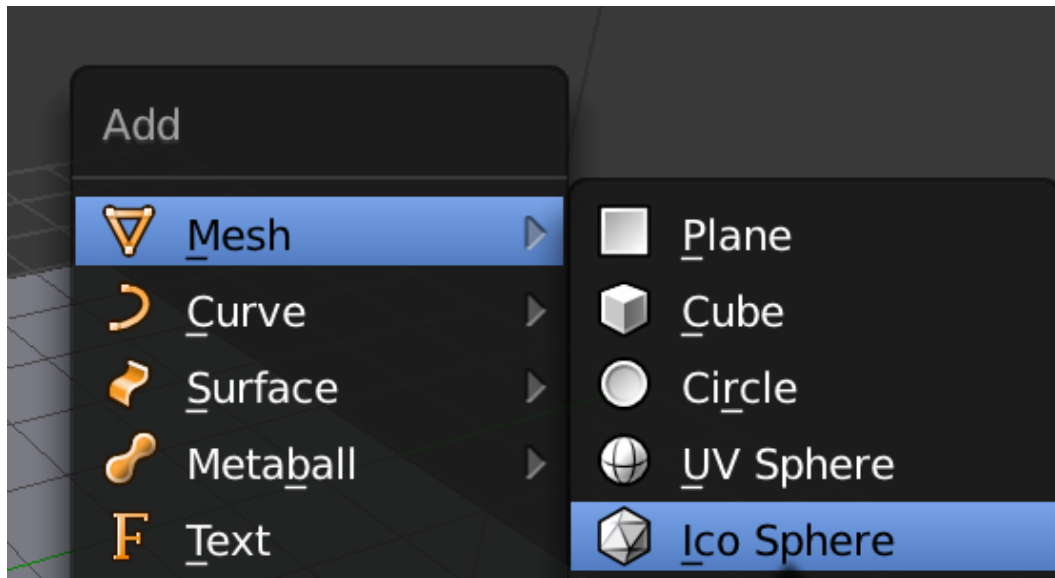 Add
Mesh
Curve
Surface
Metaball
Text
Plane
Cube
Circle
UV Sphere
Ico Sphere